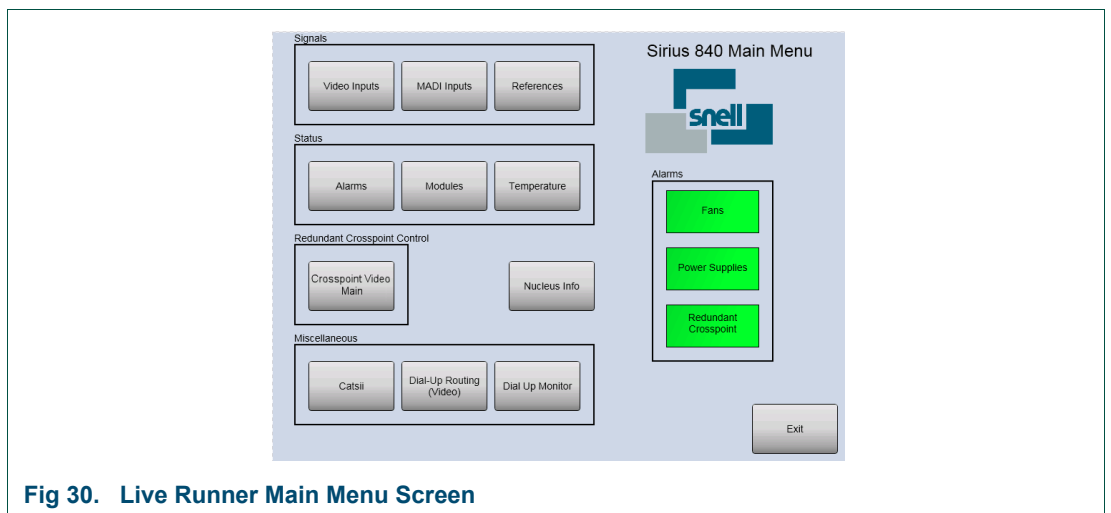 Signals
Video Inputs
MADI Inputs
References
Status
Alarms
Modules
Temperature
Redundant Crosspoint Control
Crosspoint Video
Main
Nucleus Info
Miscellaneous
Catsii
Dial-Up Routing
(Video)
Dial Up Monitor
Sirius 840 Main Menu
snell
Alarms
Fans
Power Supplies
Redundant
Crosspoint
Exit
Fig 30. Live Runner Main Menu Screen